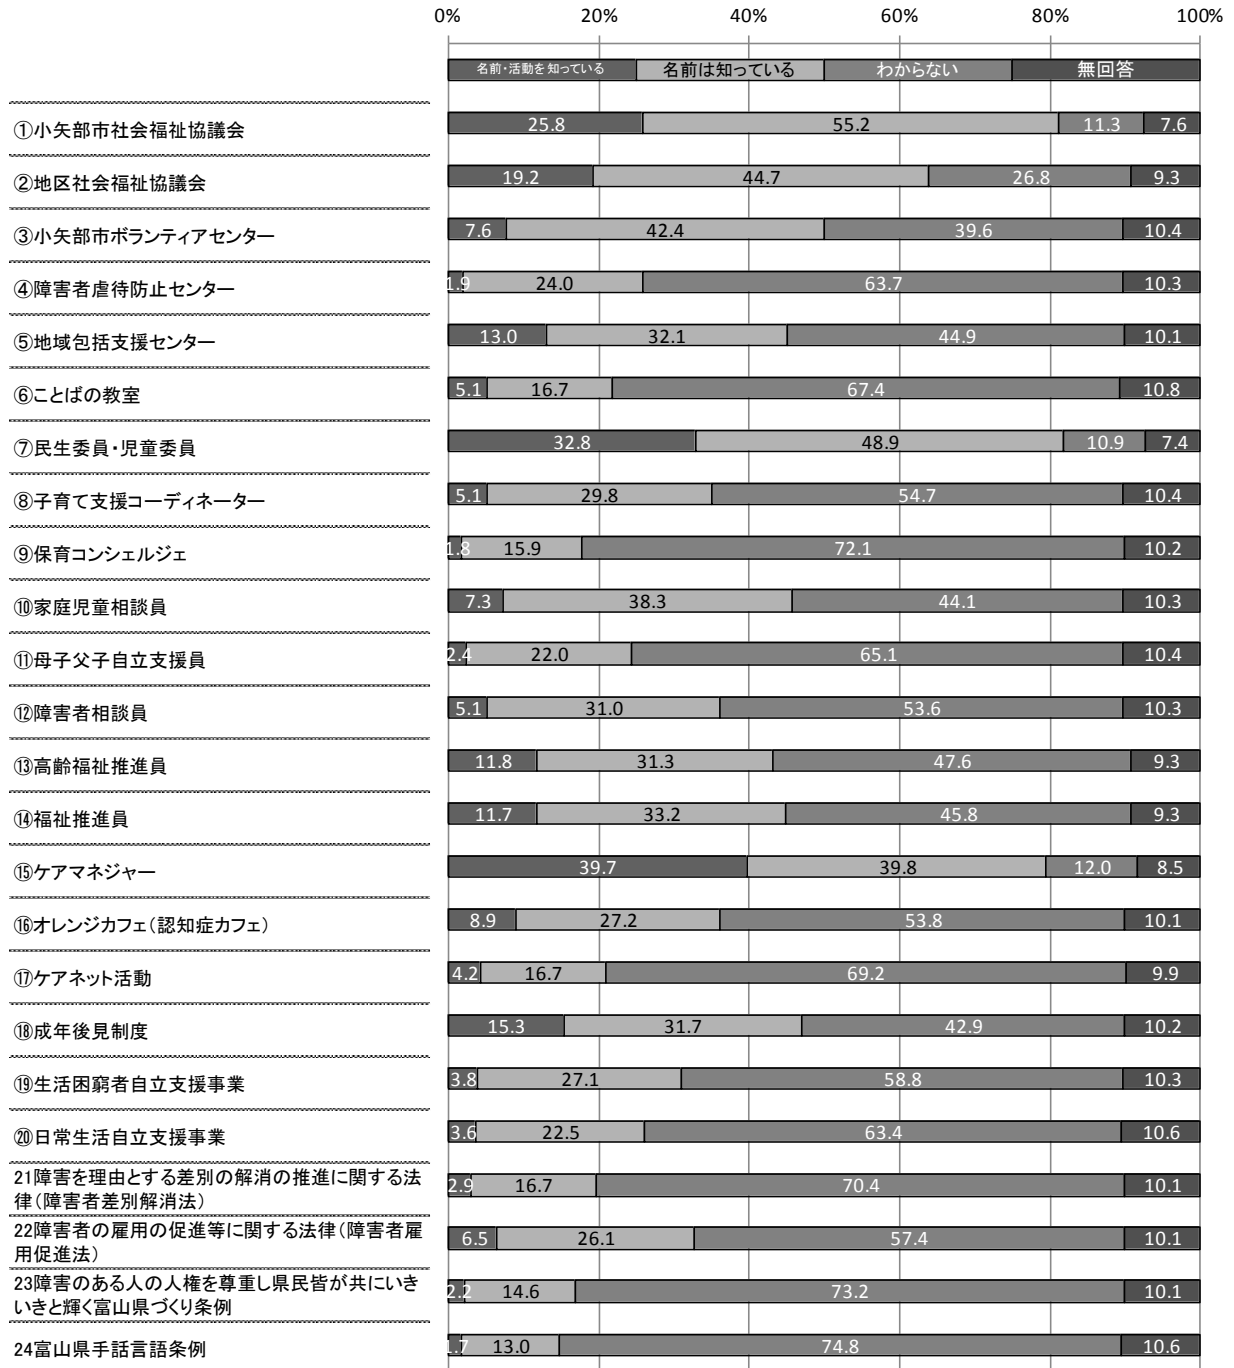 0% 20% 40% 60% 80% 100%
名前・活動を知っている 名前は知っている わからない 無回答
①小矢部市社会福祉協議会 25.8 55.2 11.3 7.6
②地区社会福祉協議会 19.2 44.7 26.8 9.3
③小矢部市ボランティアセンター 7.6 42.4 39.6 10.4
④障害者虐待防止センター 1.9 24.0 63.7 10.3
⑤地域包括支援センター 13.0 32.1 44.9 10.1
⑥ことばの教室 5.1 16.7 67.4 10.8
⑦民生委員・児童委員 32.8 48.9 10.9 7.4
⑧子育て支援コーディネーター 5.1 29.8 54.7 10.4
⑨保育コンシェルジェ 1.8 15.9 72.1 10.2
⑩家庭児童相談員 7.3 38.3 44.1 10.3
⑪母子父子自立支援員 2.4 22.0 65.1 10.4
⑫障害者相談員 5.1 31.0 53.6 10.3
⑬高齢福祉推進員 11.8 31.3 47.6 9.3
⑭福祉推進員 11.7 33.2 45.8 9.3
⑮ケアマネジャー 39.7 39.8 12.0 8.5
⑯オレンジカフェ(認知症カフェ) 8.9 27.2 53.8 10.1
⑰ケアネット活動 4.2 16.7 69.2 9.9
⑱成年後見制度 15.3 31.7 42.9 10.2
⑲生活困窮者自立支援事業 3.8 27.1 58.8 10.3
⑳日常生活自立支援事業 3.6 22.5 63.4 10.6
21障害を理由とする差別の解消の推進に関する法
律(障害者差別解消法) 2.9 16.7 70.4 10.1
22障害者の雇用の促進等に関する法律(障害者雇
用促進法) 6.5 26.1 57.4 10.1
23障害のある人の人権を尊重し県民皆が共にいき
いきと輝く富山県づくり条例 2.2 14.6 73.2 10.1
24富山県手話言語条例 1.7 13.0 74.8 10.6